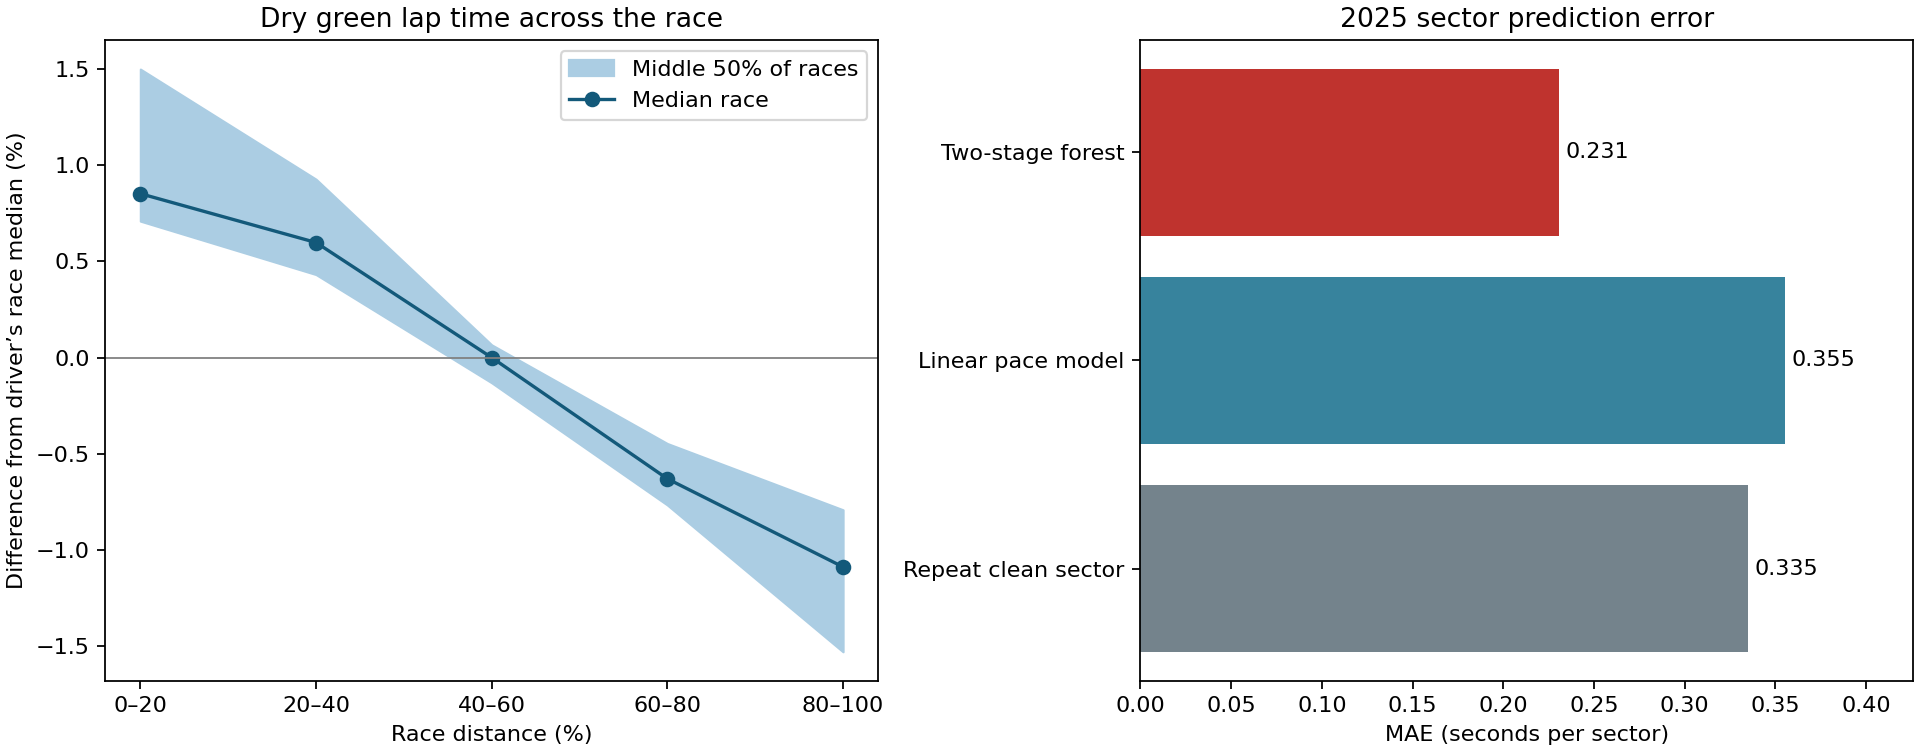 Dry green lap time across the race
Difference from driver’s race median (%)
1.5
1.0
0.5
0.0
−0.5
−1.0
−1.5
Middle 50% of races
Median race
0–20
20–40
40–60
60–80
80–100
Race distance (%)
2025 sector prediction error
Two-stage forest
0.231
Linear pace model
0.355
Repeat clean sector
0.335
0.00
0.05
0.10
0.15
0.20
0.25
0.30
0.35
0.40
MAE (seconds per sector)